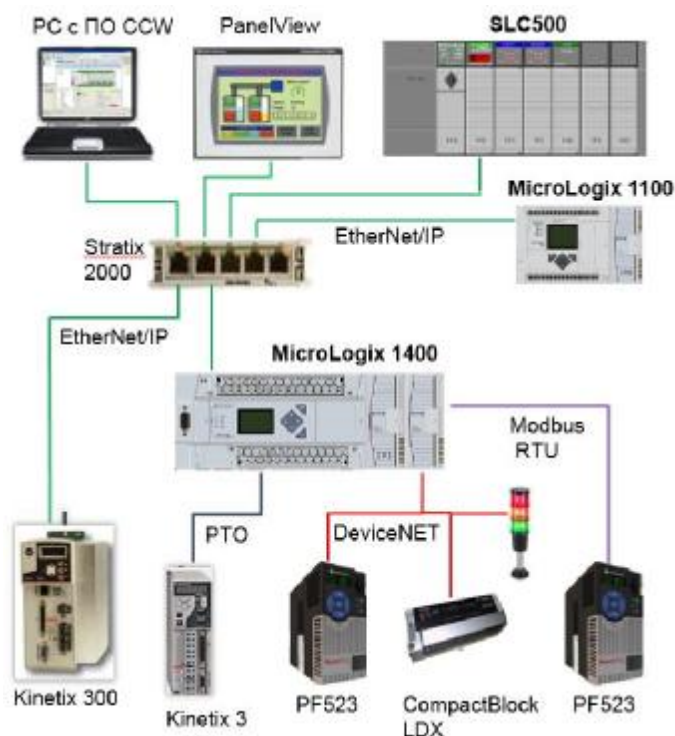 PC с ПО CCW
PanelView
SLC500
MicroLogix 1100
EtherNet/IP
Stratix
2000
EtherNet/IP
MicroLogix 1400
Modbus
RTU
PTO
DeviceNET
Kinetix 300
Kinetix 3
PF523
CompactBlock
LDX
PF523